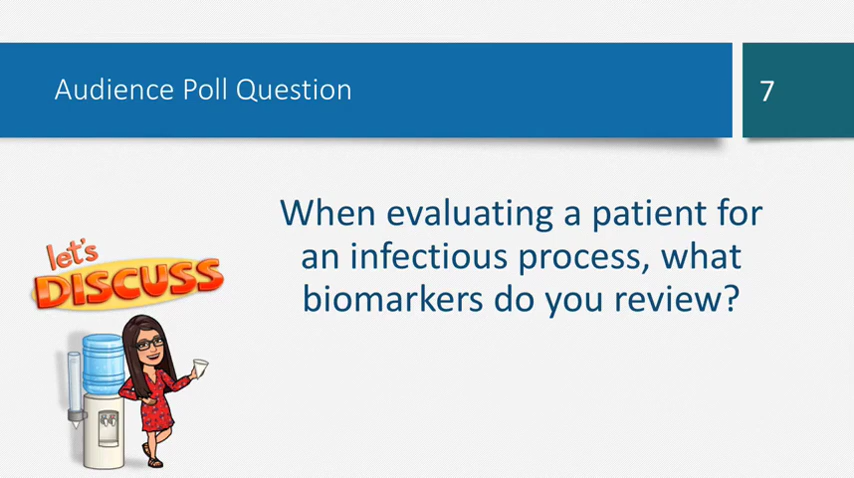 Audience Poll Question
7
When evaluating a patient for
an infectious process, what
biomarkers do you review?
let's
DISCUSS